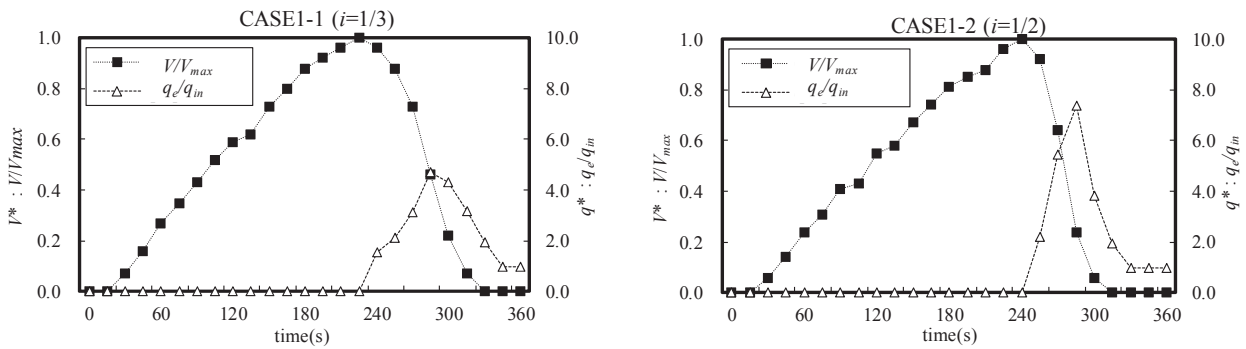 CASE1-1 (i=1/3)
1.0
0.8
0.6
0.4
0.2
0.0
V* : V/Vmax
V/Vmax
qe/qin
10.0
8.0
6.0
4.0
2.0
0.0
q* : qe/qin
0 60 120 180 240 300 360
time(s)
CASE1-2 (i=1/2)
1.0
0.8
0.6
0.4
0.2
0.0
V* : V/Vmax
V/Vmax
qe/qin
10.0
8.0
6.0
4.0
2.0
0.0
q* : qe/qin
0 60 120 180 240 300 360
time(s)